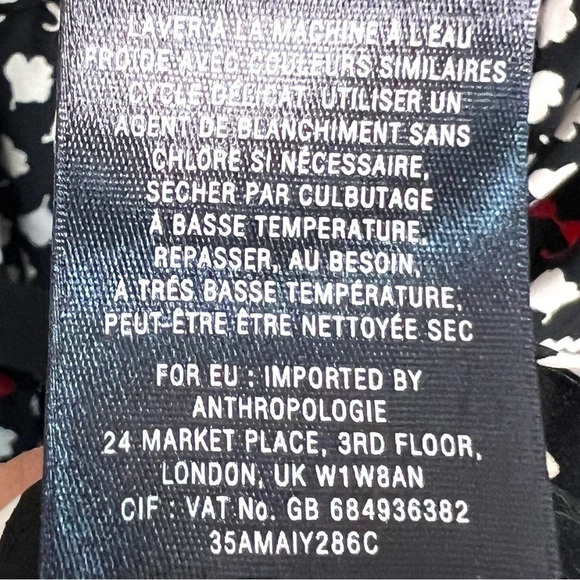 LAVER À LA MACHINE À L'EAU
FROIDE AVEC COULEURS SIMILAIRES
CYCLE DÉLICAT. UTILISER UN
AGENT DE BLANCHIMENT SANS
CHLORE SI NÉCESSAIRE,
SÉCHER PAR CULBUTAGE
À BASSE TEMPERATURE,
REPASSER, AU BESOIN,
À TRÈS BASSE TEMPÉRATURE,
PEUT-ÊTRE ÊTRE NETTOYÉE SEC
FOR EU : IMPORTED BY
ANTHROPOLOGIE
24 MARKET PLACE, 3RD FLOOR,
LONDON, UK W1W8AN
CIF : VAT No. GB 684936382
35AMAIY286C